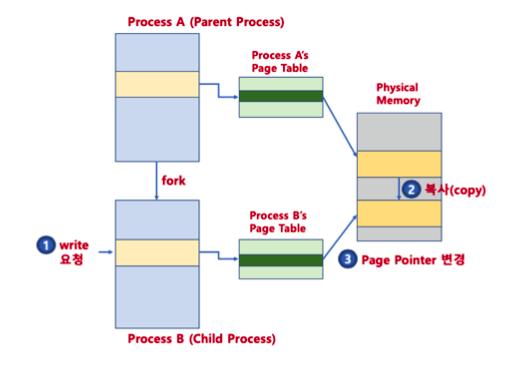 Process A (Parent Process)
Process A's
Page Table
Physical
Memory
fork
2 복사(copy)
1 write
요청
Process B's
Page Table
3 Page Pointer 변경
Process B (Child Process)